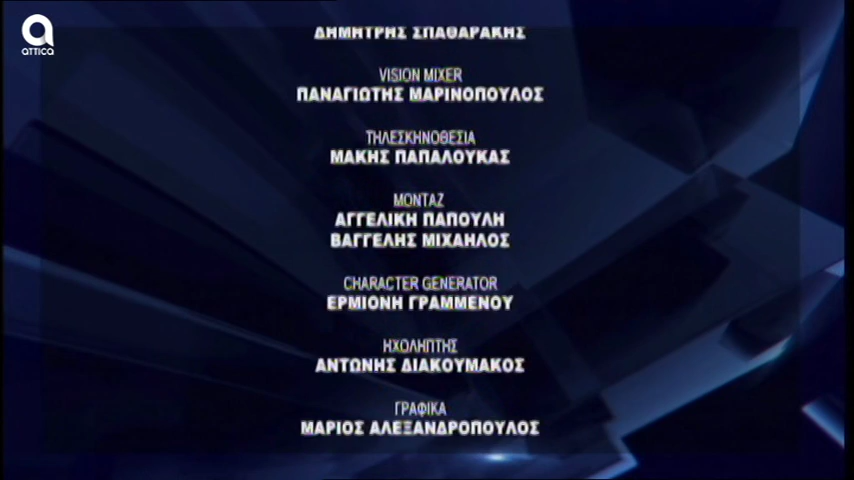 attica
ΔΗΜΗΤΡΗΣ ΣΠΑΘΑΡΑΚΗΣ
VISION MIXER
ΠΑΝΑΓΙΩΤΗΣ ΜΑΡΙΝΟΠΟΥΛΟΣ
ΤΗΛΕΣΚΗΝΟΘΕΣΙΑ
ΜΑΚΗΣ ΠΑΠΑΛΟΥΚΑΣ
ΜΟΝΤΑΖ
ΑΓΓΕΛΙΚΗ ΠΑΠΟΥΛΗ
ΒΑΓΓΕΛΗΣ ΜΙΧΑΗΛΟΣ
CHARACTER GENERATOR
ΕΡΜΙΟΝΗ ΓΡΑΜΜΕΝΟΥ
ΗΧΟΛΗΠΤΗΣ
ΑΝΤΩΝΗΣ ΔΙΑΚΟΥΜΑΚΟΣ
ΓΡΑΦΙΚΑ
ΜΑΡΙΟΣ ΑΛΕΞΑΝΔΡΟΠΟΥΛΟΣ